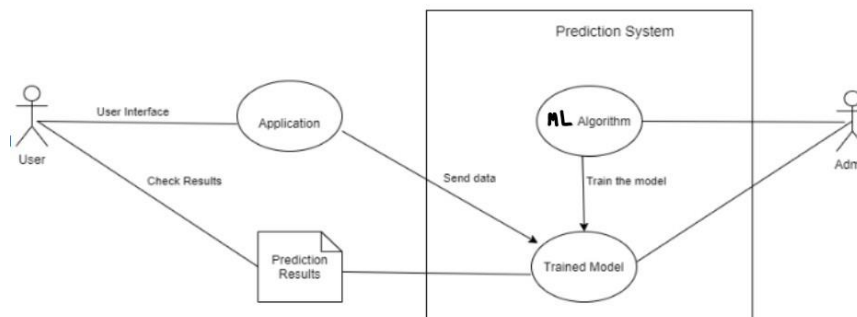 Prediction System
User Interface
Application
ML Algorithm
User
Adm
Check Results
Send data
Train the model
Prediction
Results
Trained Model